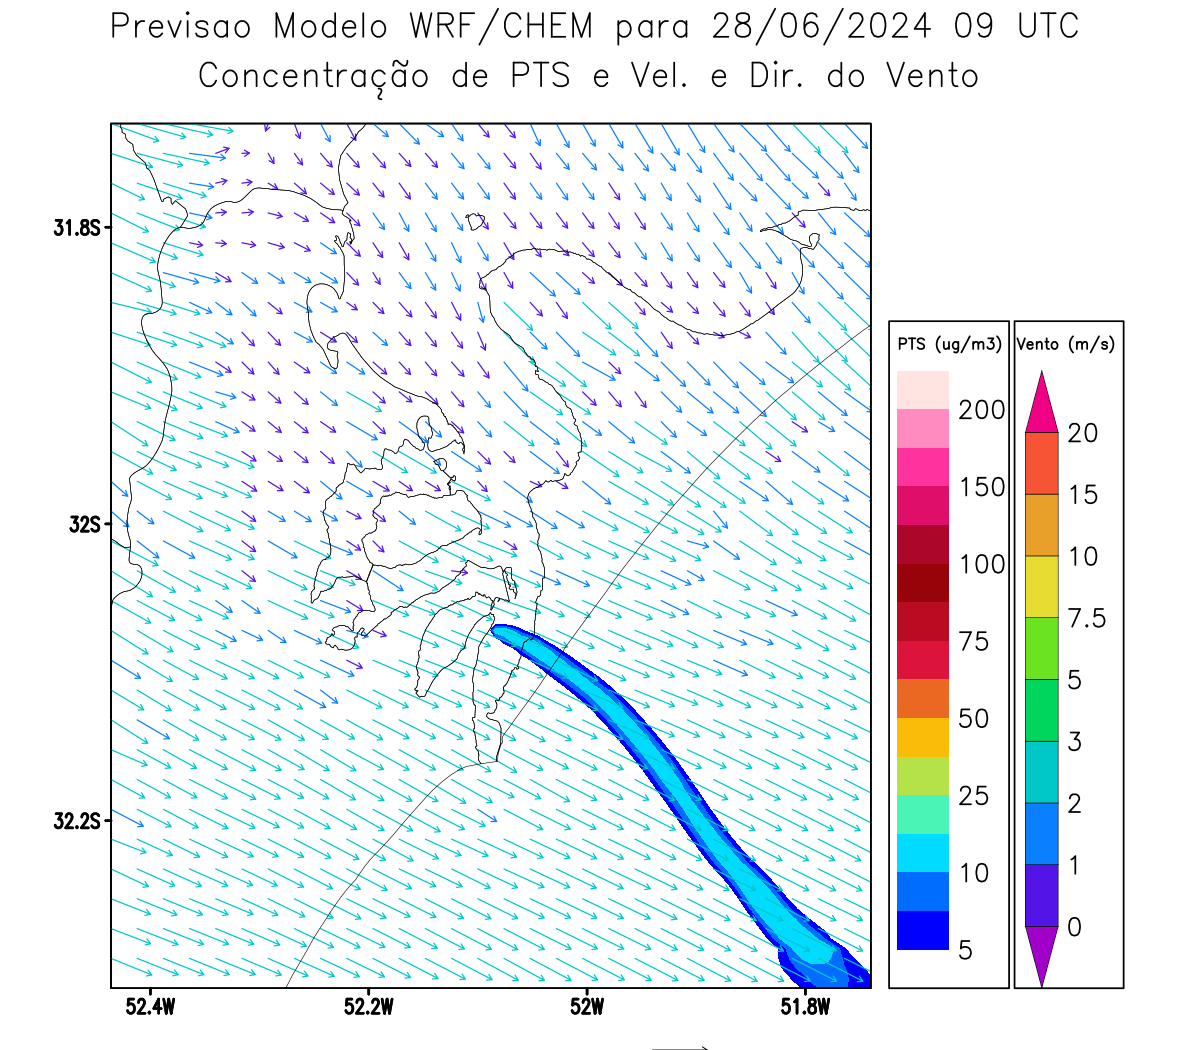 Previsao Modelo WRF/CHEM para 28/06/2024 09 UTC
Concentração de PTS e Vel. e Dir. do Vento
31.8S
32S
32.2S
52.4W 52.2W 52W 51.8W
PTS (ug/m3)
200
150
100
75
50
25
10
5
Vento (m/s)
20
15
10
7.5
5
3
2
1
0